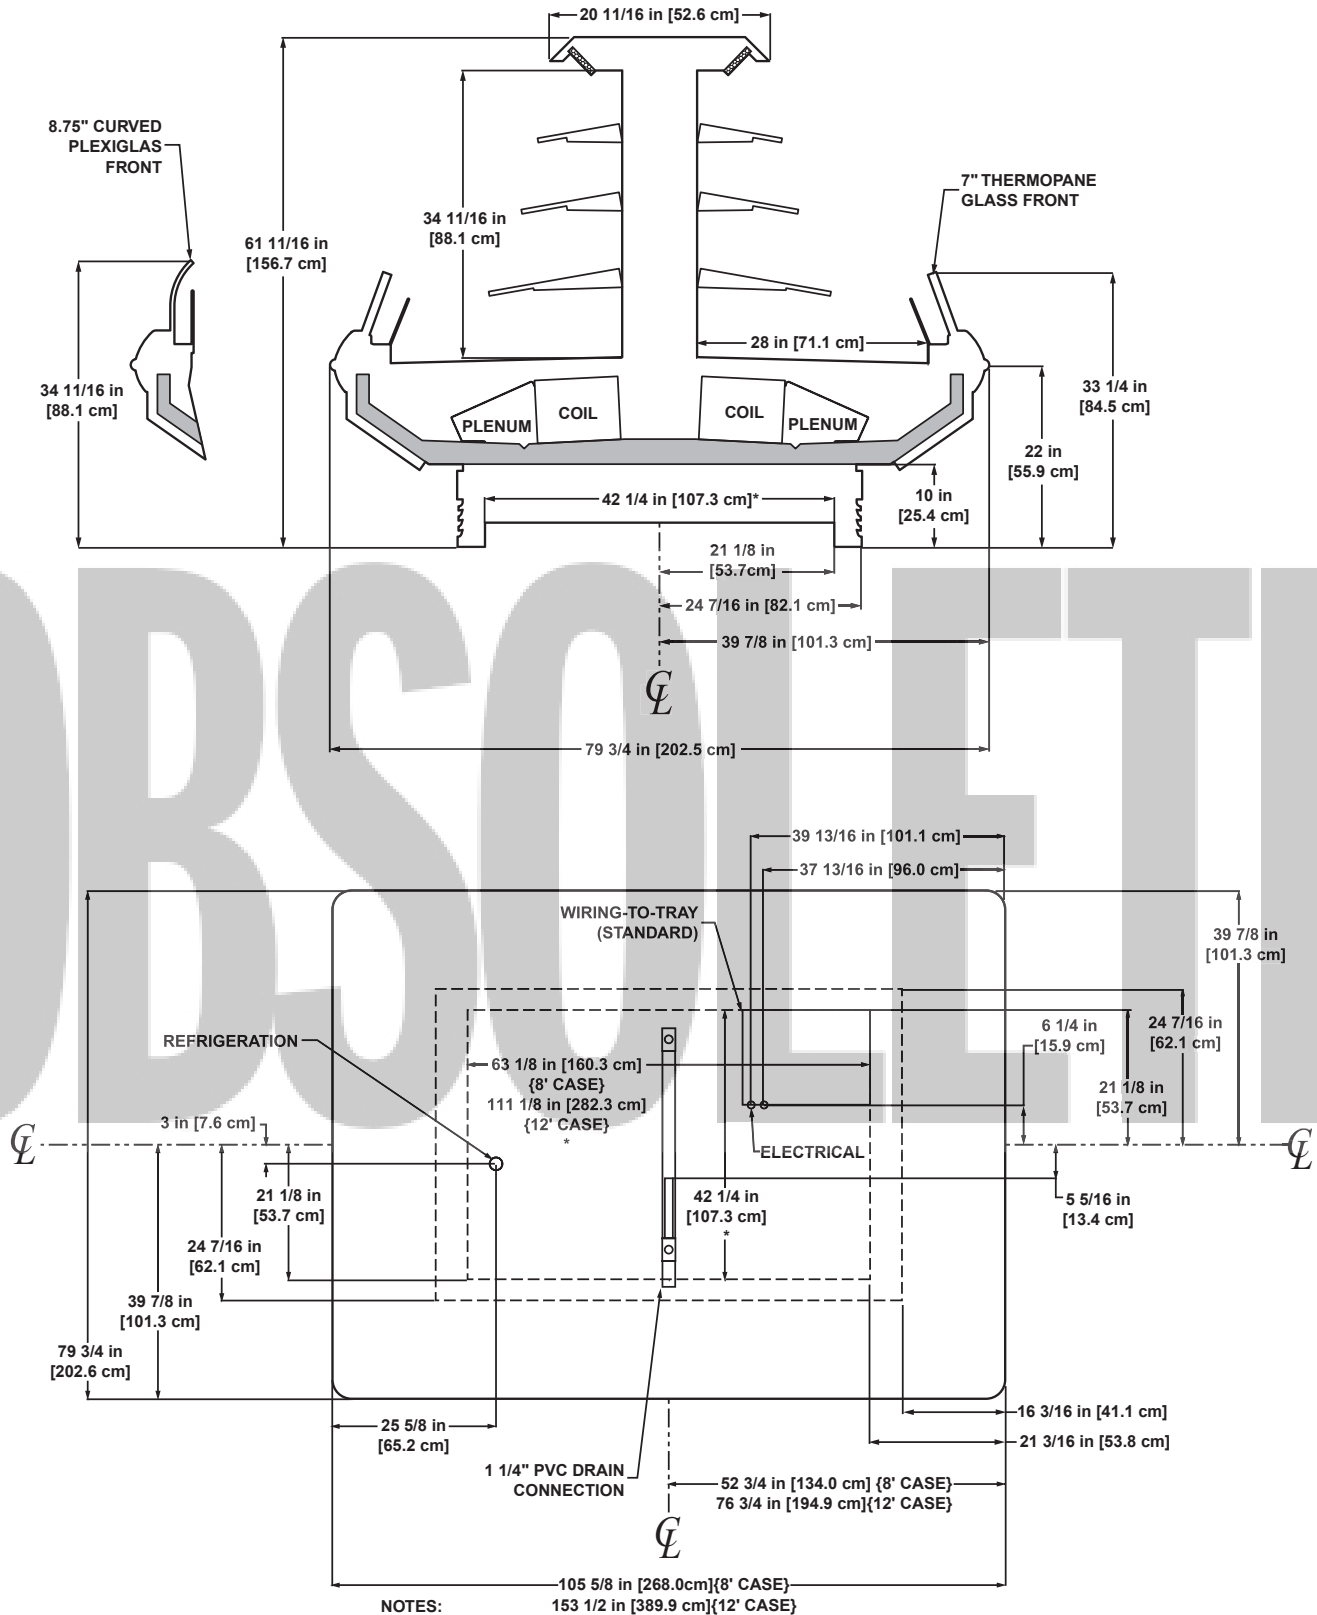 20 11/16 in [52.6 cm]
8.75" CURVED
PLEXIGLAS
FRONT
7" THERMOPANE
GLASS FRONT
34 11/16 in
[88.1 cm]
61 11/16 in
[156.7 cm]
28 in [71.1 cm]
34 11/16 in
[88.1 cm]
33 1/4 in
[84.5 cm]
PLENUM
COIL
COIL
PLENUM
22 in
[55.9 cm]
10 in
[25.4 cm]
42 1/4 in [107.3 cm]*
21 1/8 in
[53.7cm]
24 7/16 in [82.1 cm]
39 7/8 in [101.3 cm]
CL
79 3/4 in [202.5 cm]
OBSOLETE
39 13/16 in [101.1 cm]
37 13/16 in [96.0 cm]
WIRING-TO-TRAY
(STANDARD)
39 7/8 in
[101.3 cm]
6 1/4 in
[15.9 cm]
24 7/16 in
[62.1 cm]
REFRIGERATION
63 1/8 in [160.3 cm]
{8' CASE}
111 1/8 in [282.3 cm]
{12' CASE}
*
21 1/8 in
[53.7 cm]
3 in [7.6 cm]
CL
CL
ELECTRICAL
21 1/8 in
[53.7 cm]
42 1/4 in
[107.3 cm]
*
5 5/16 in
[13.4 cm]
24 7/16 in
[62.1 cm]
39 7/8 in
[101.3 cm]
79 3/4 in
[202.6 cm]
25 5/8 in
[65.2 cm]
16 3/16 in [41.1 cm]
21 3/16 in [53.8 cm]
1 1/4" PVC DRAIN
CONNECTION
52 3/4 in [134.0 cm] {8' CASE}
76 3/4 in [194.9 cm]{12' CASE}
CL
105 5/8 in [268.0cm]{8' CASE}
NOTES:
153 1/2 in [389.9 cm]{12' CASE}